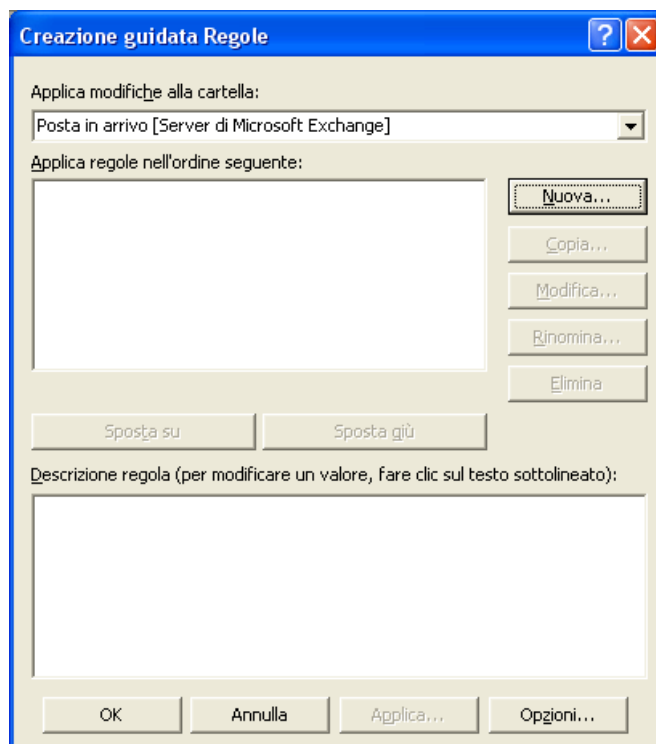 Creazione guidata Regole
Applica modifiche alla cartella:
Posta in arrivo [Server di Microsoft Exchange]
Applica regole nell'ordine seguente:
Nuova...
Copia...
Modifica...
Rinomina...
Elimina
Sposta su Sposta giù
Descrizione regola (per modificare un valore, fare clic sul testo sottolineato):
OK Annulla Applica... Opzioni...